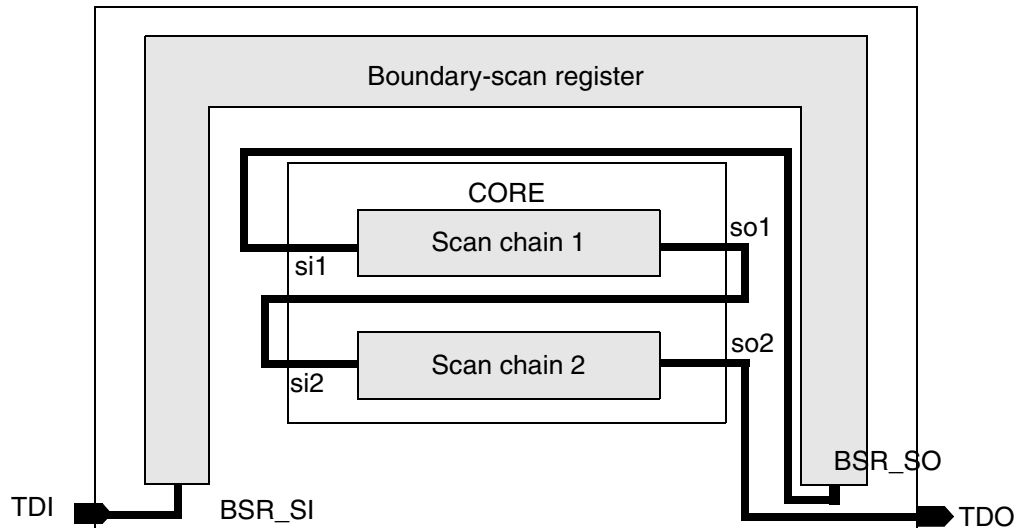 Boundary-scan register
CORE
Scan chain 1
so1
si1
Scan chain 2
so2
si2
BSR_SO
TDI
BSR_SI
TDO